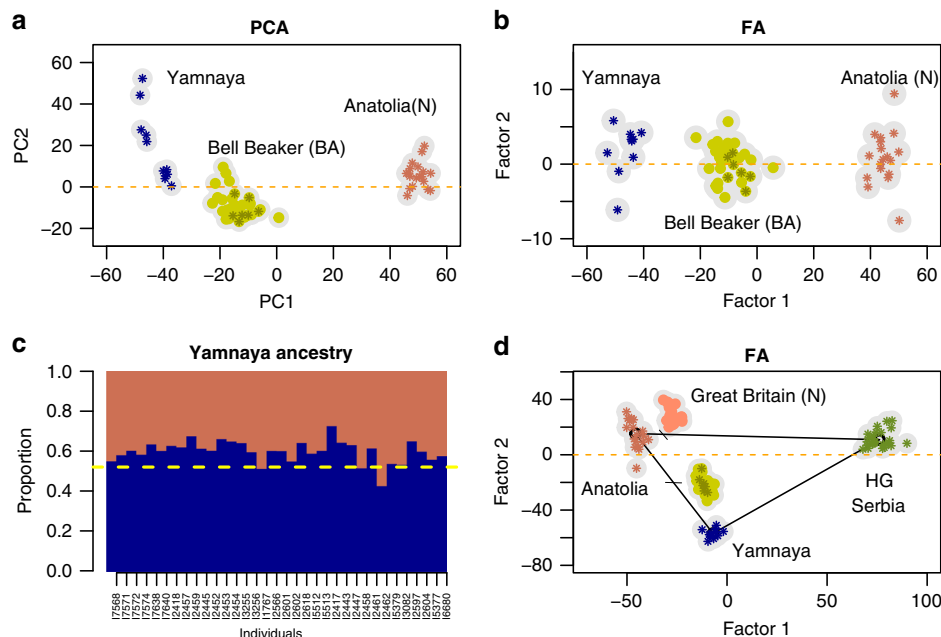 a
PCA
60
40
20
0
−20
PC2
Yamnaya
Anatolia(N)
Bell Beaker (BA)
−60 −40 −20 0 20 40 60
PC1
b
FA
10
0
−10
Factor 2
Yamnaya
Anatolia (N)
Bell Beaker (BA)
−60 −40 −20 0 20 40 60
Factor 1
c
Yamnaya ancestry
1.0
0.8
0.6
0.4
0.2
0.0
Proportion
I7568
I7571
I7572
I7574
I7638
I7640
I2418
I2457
I2459
I2445
I2452
I2453
I2454
I3255
I3256
I1767
I2566
I2601
I2602
I2618
I5512
I5513
I2417
I2443
I2447
I2458
I2461
I2462
I5379
I3082
I2597
I2604
I5377
I6680
Individuals
d
FA
40
20
0
−40
−80
Factor 2
Great Britain (N)
Anatolia
HG
Serbia
Yamnaya
−50 0 50 100
Factor 1